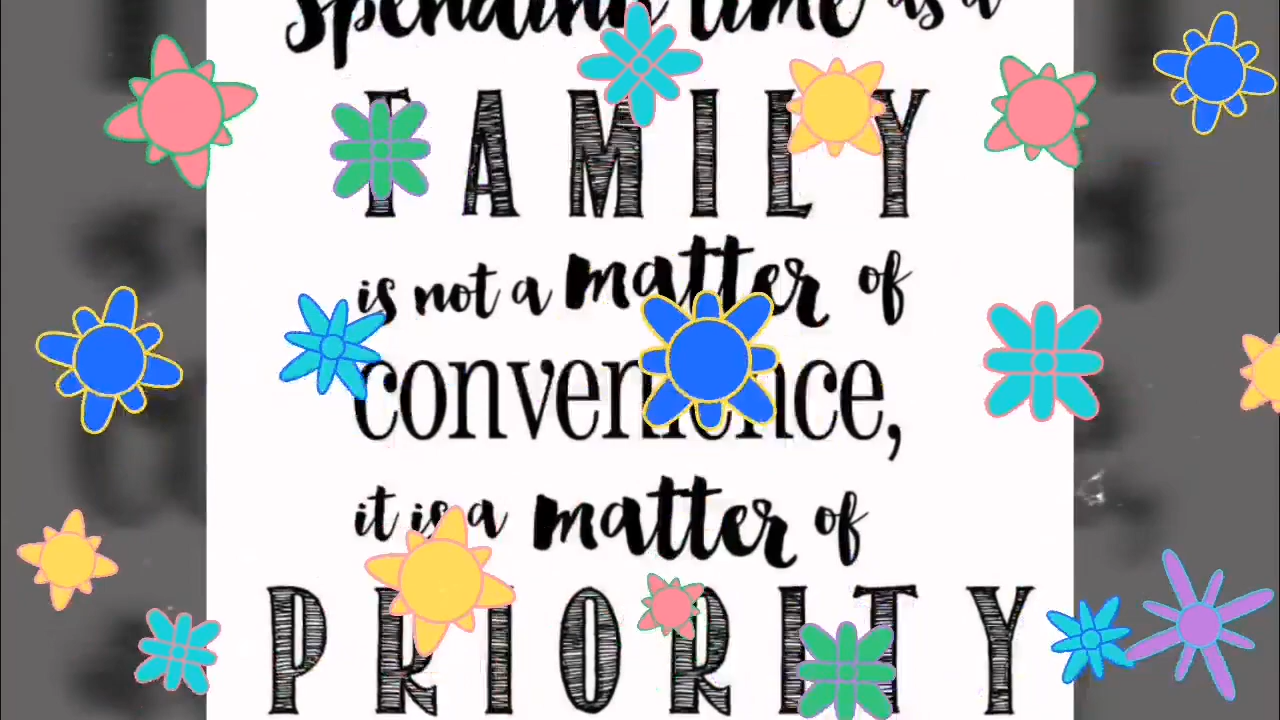 Spending time as a
FAMILY
is not a matter of
convenience,
it is a matter of
PRIORITY